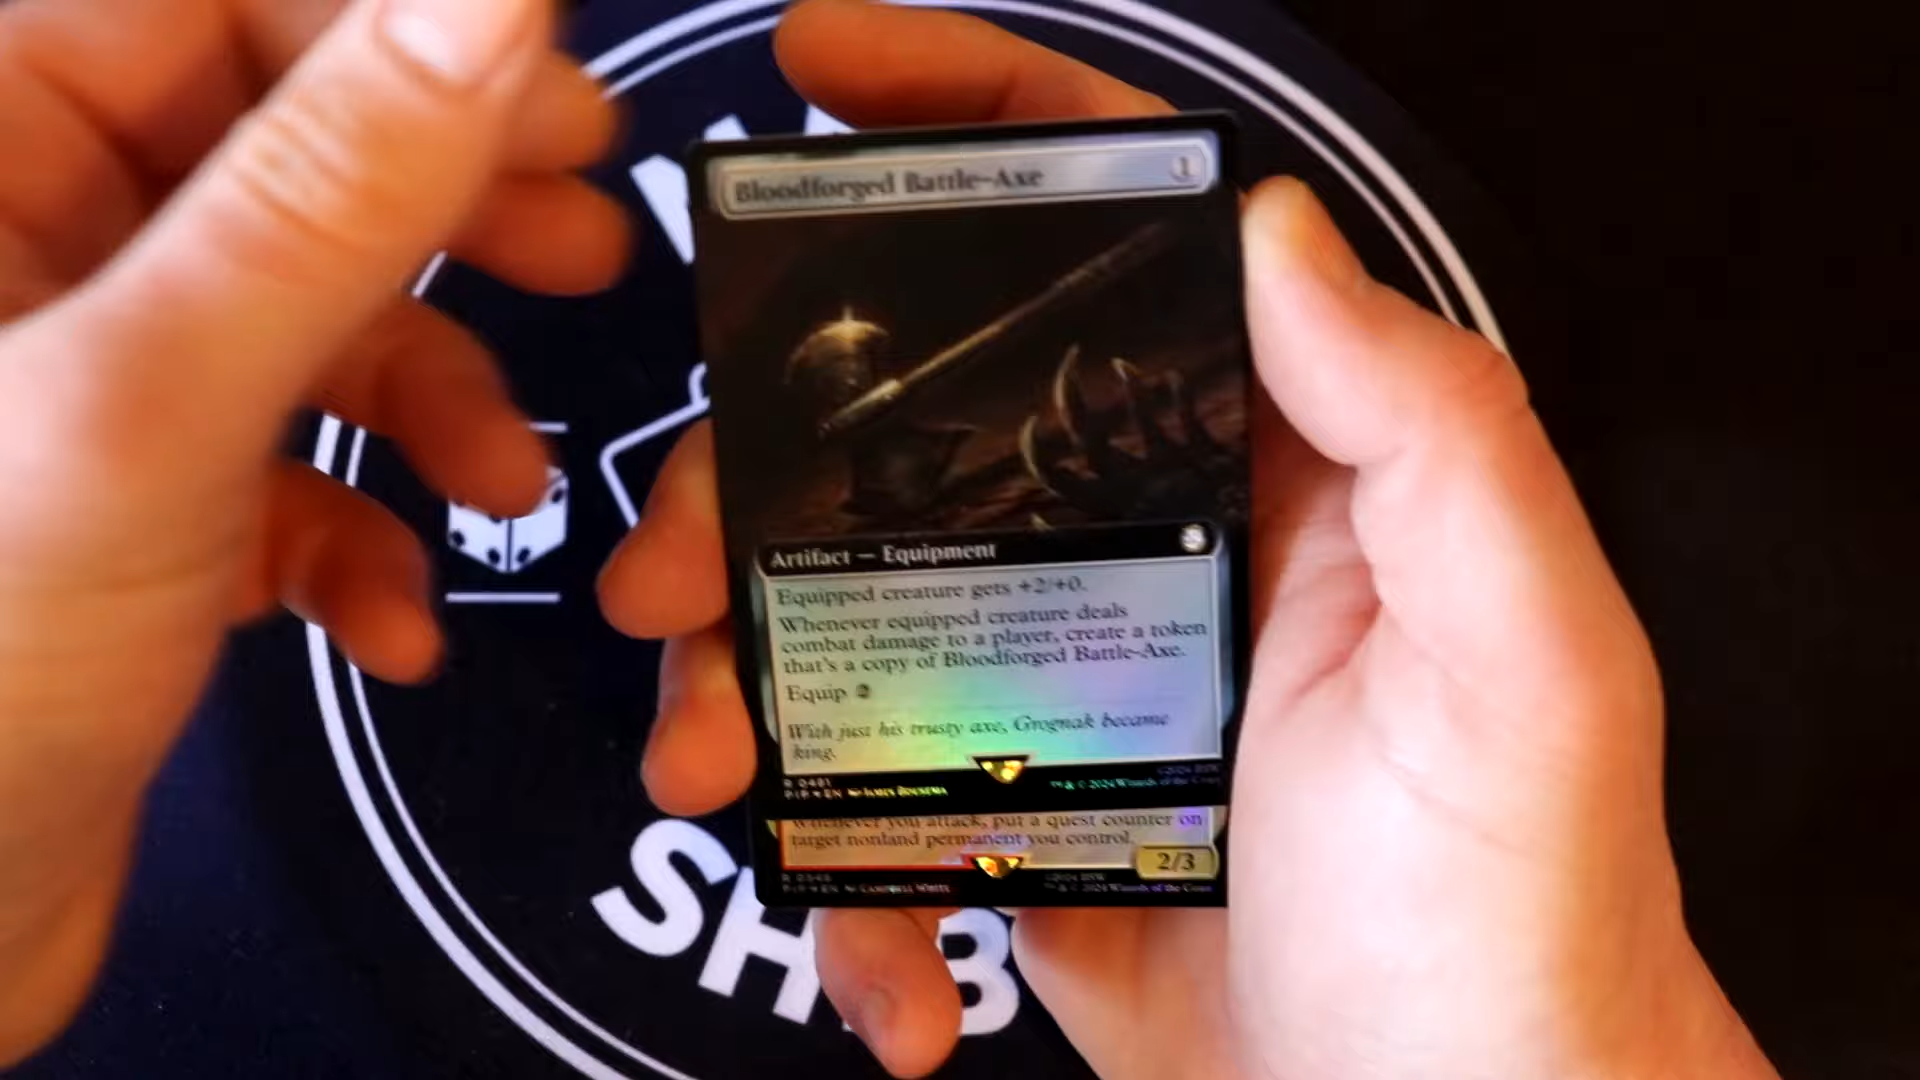 Bloodforged Battle-Axe 1
Artifact — Equipment
Equipped creature gets +2/+0.
Whenever equipped creature deals
combat damage to a player, create a token
that's a copy of Bloodforged Battle-Axe.
Equip 2
With just his trusty axe, Grognak became
king.
R 0481
PIP EN James Bousema
™ & © 2024 Wizards of the Coast
Whenever you attack, put a quest counter on
target nonland permanent you control.
2/3
PIP EN Campbell White
™ & © 2024 Wizards of the Coast